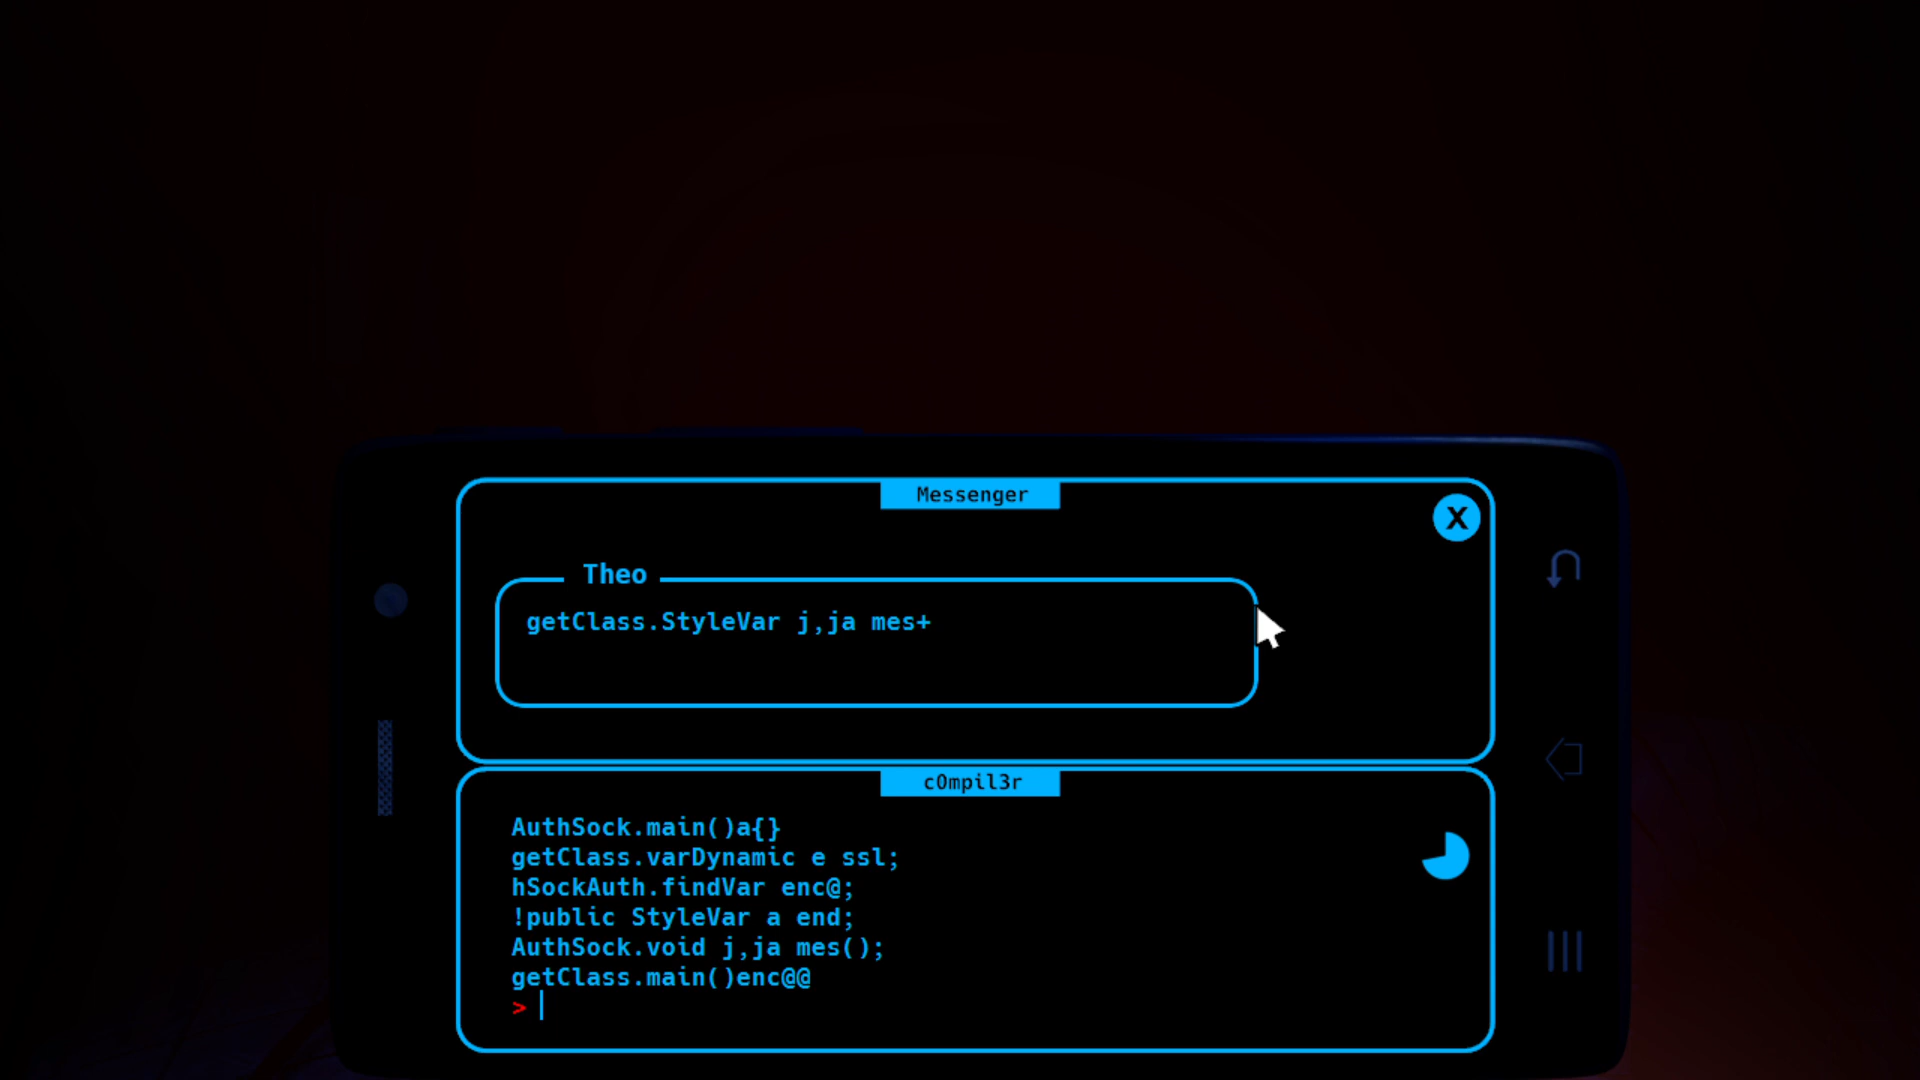 Messenger
X
Theo
getClass.StyleVar j,ja mes+
c0mpil3r
AuthSock.main()a{}
getClass.varDynamic e ssl;
hSockAuth.findVar enc@;
!public StyleVar a end;
AuthSock.void j,ja mes();
getClass.main()enc@@
>